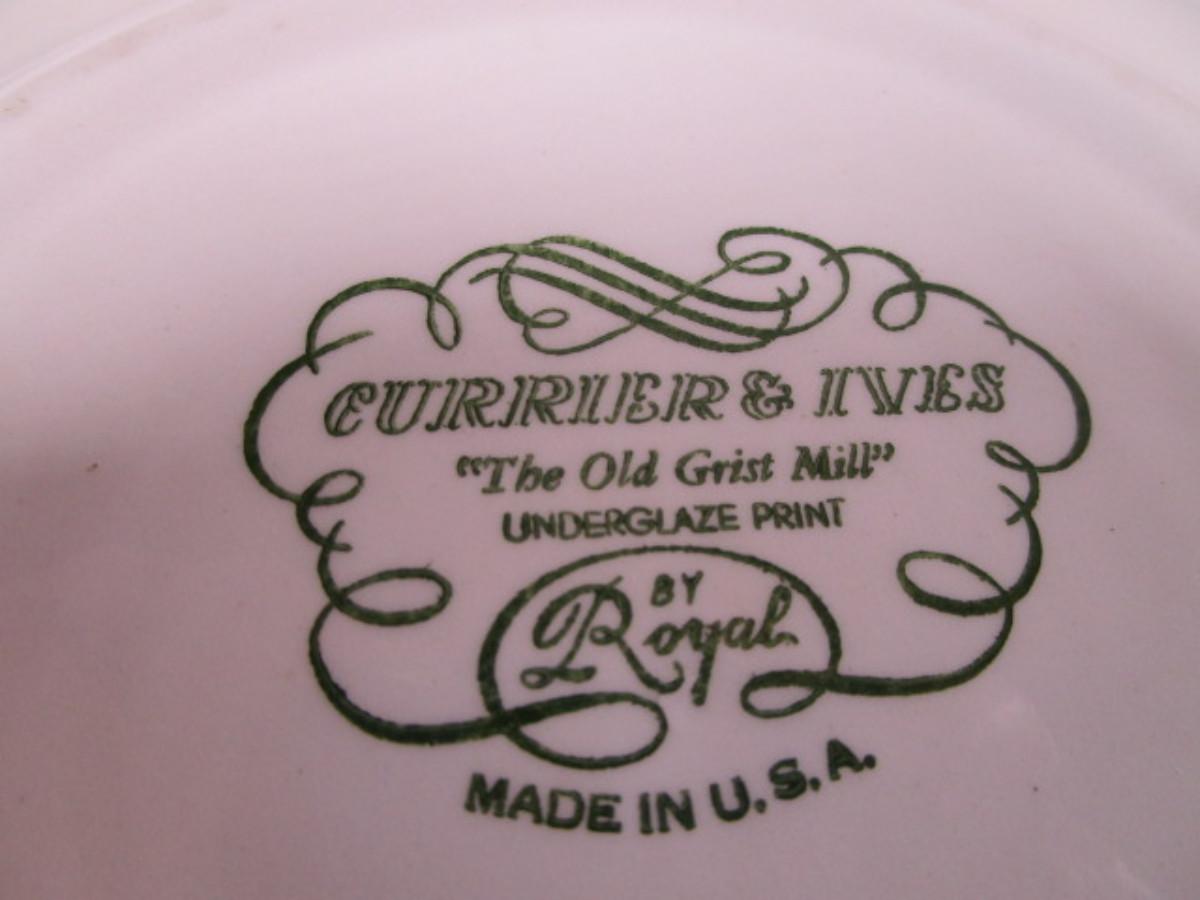 CURRIER & IVES
“The Old Grist Mill”
UNDERGLAZE PRINT
BY
Royal
MADE IN U.S.A.